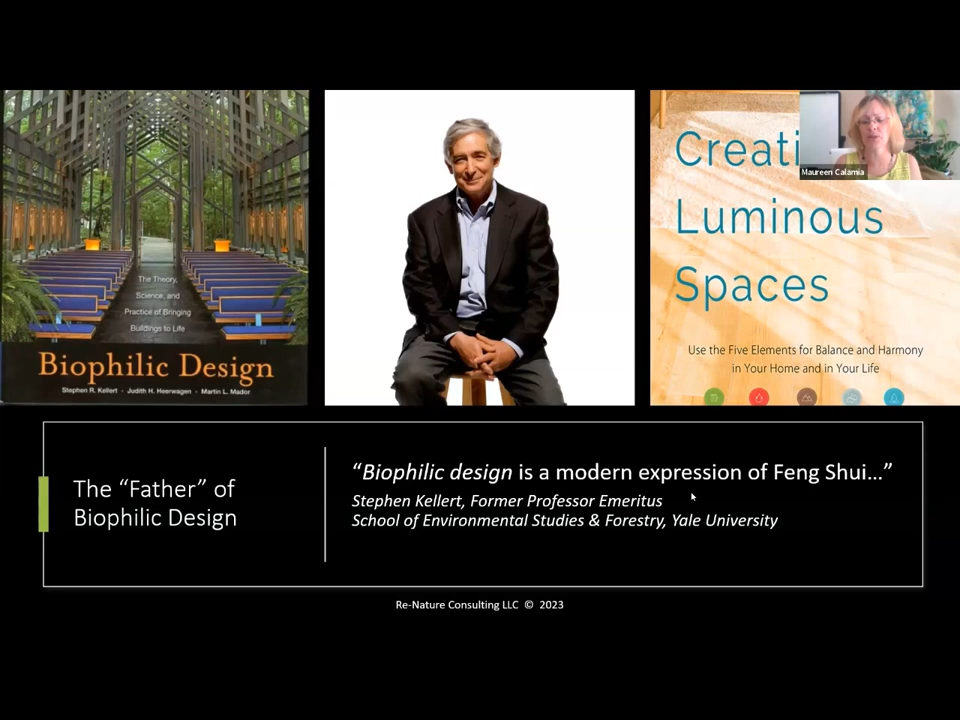 The Theory,
Science, and
Practice of Bringing
Buildings to Life
Biophilic Design
Stephen R. Kellert • Judith H. Heerwagen • Martin L. Mador
Creati
Luminous
Spaces
Use the Five Elements for Balance and Harmony
in Your Home and in Your Life
Maureen Calamia
The “Father” of
Biophilic Design
“Biophilic design is a modern expression of Feng Shui…”
Stephen Kellert, Former Professor Emeritus
School of Environmental Studies & Forestry, Yale University
Re-Nature Consulting LLC © 2023